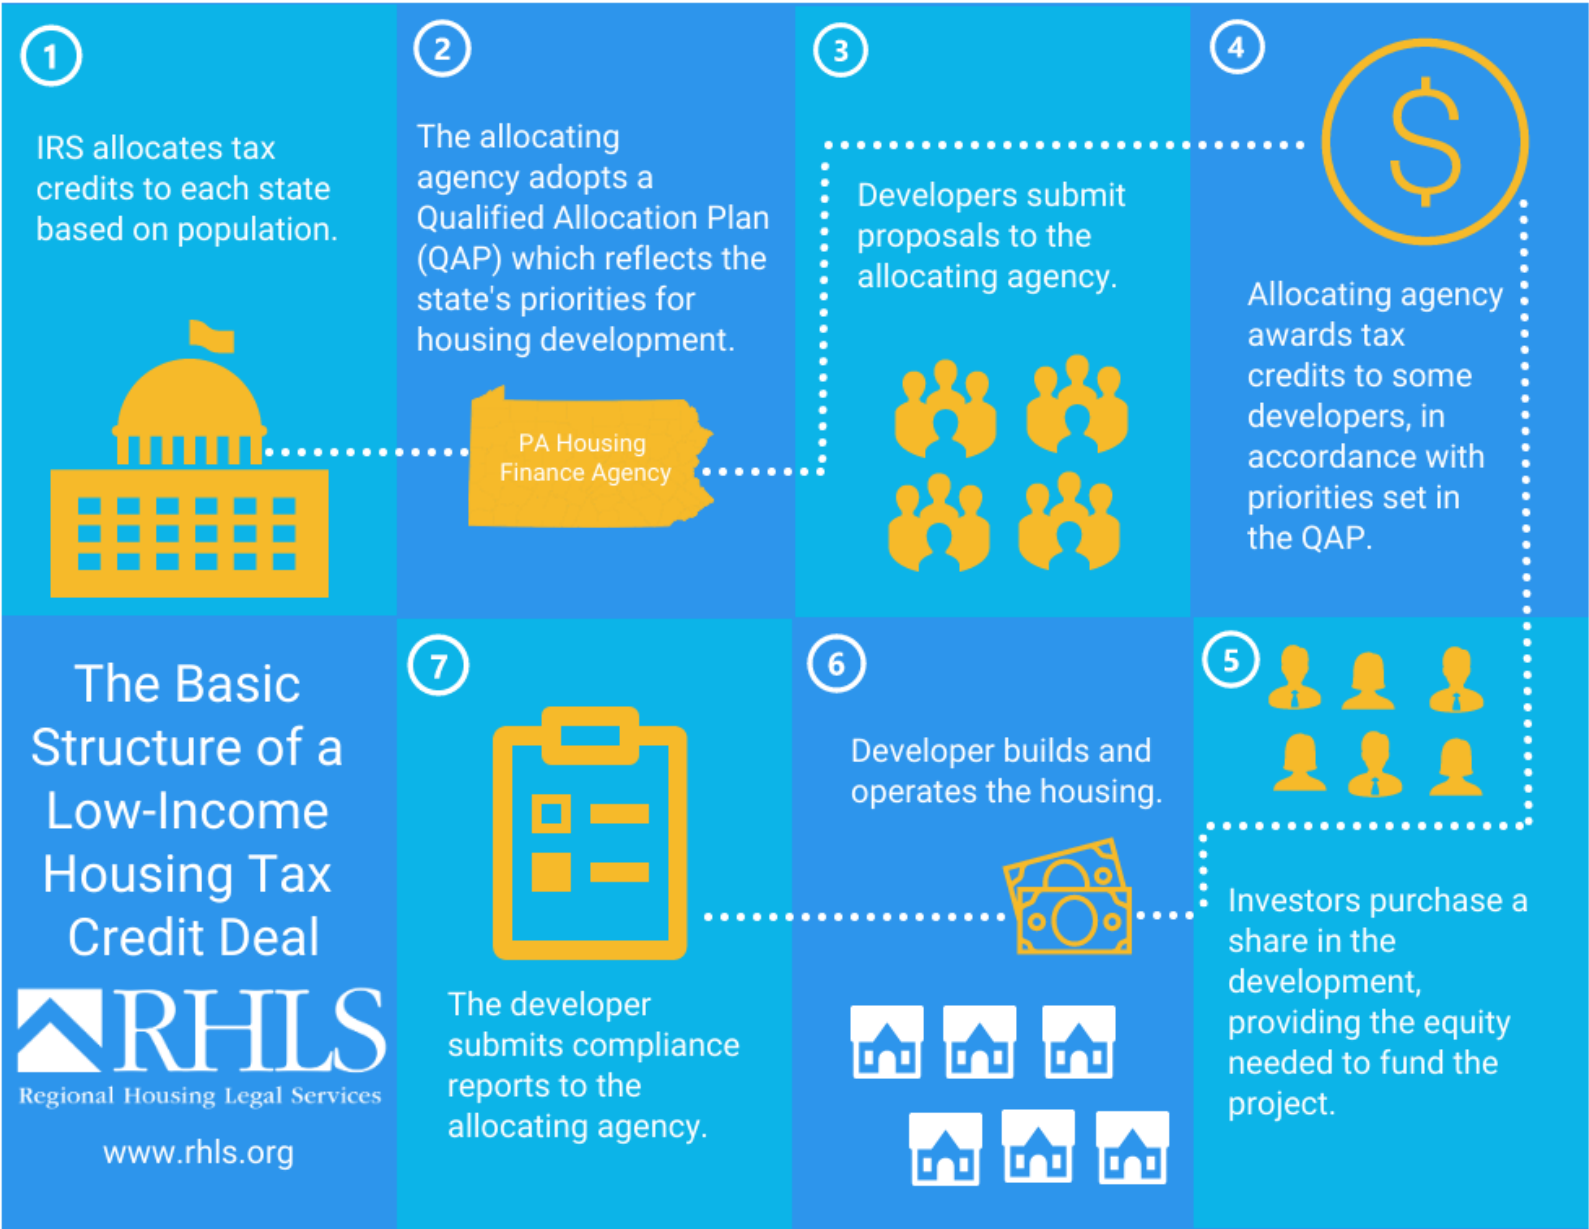 1
IRS allocates tax
credits to each state
based on population.
2
The allocating
agency adopts a
Qualified Allocation Plan
(QAP) which reflects the
state's priorities for
housing development.
PA Housing
Finance Agency
3
Developers submit
proposals to the
allocating agency.
4
$
Allocating agency
awards tax
credits to some
developers, in
accordance with
priorities set in
the QAP.
5
Investors purchase a
share in the
development,
providing the equity
needed to fund the
project.
6
Developer builds and
operates the housing.
7
The developer
submits compliance
reports to the
allocating agency.
The Basic
Structure of a
Low-Income
Housing Tax
Credit Deal
RHLS
Regional Housing Legal Services
www.rhls.org